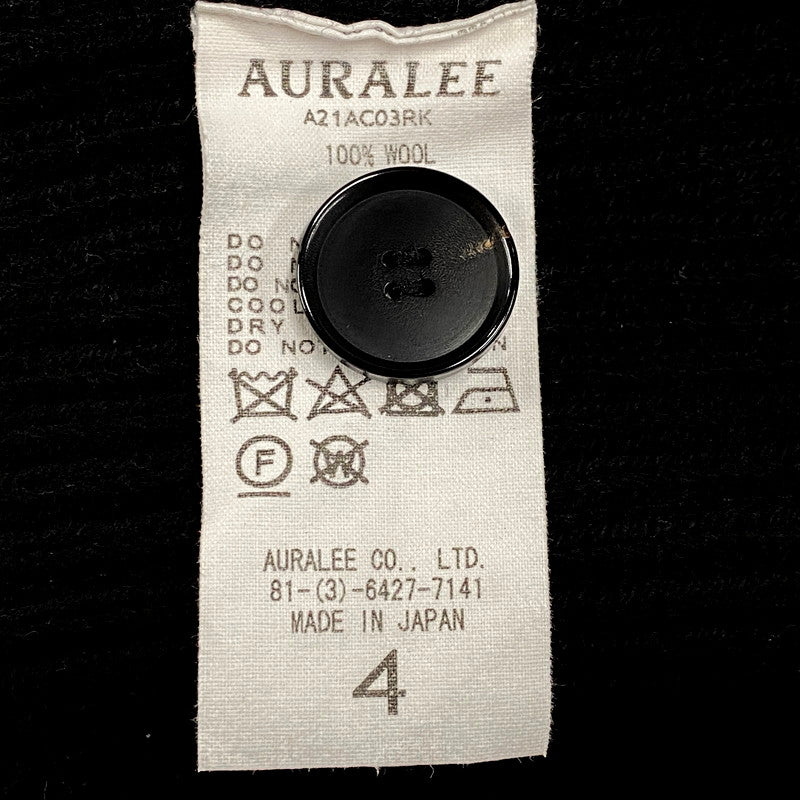 AURALEE
A21AC03RK
100% WOOL
DO
DO
DO
COOL
DRY
DO NOT
F
W
AURALEE CO., LTD.
81-(3)-6427-7141
MADE IN JAPAN
4